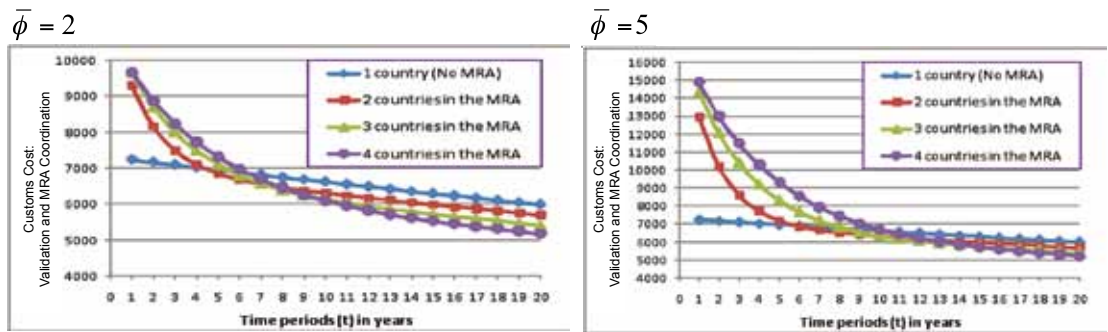 ϕ̅ = 2
10000
9000
8000
7000
6000
5000
4000
Customs Cost:
Validation and MRA Coordination
1 country (No MRA)
2 countries in the MRA
3 countries in the MRA
4 countries in the MRA
0 1 2 3 4 5 6 7 8 9 10 11 12 13 14 15 16 17 18 19 20
Time periods (t) in years
ϕ̅ = 5
16000
15000
14000
13000
12000
11000
10000
9000
8000
7000
6000
5000
4000
Customs Cost:
Validation and MRA Coordination
1 country (No MRA)
2 countries in the MRA
3 countries in the MRA
4 countries in the MRA
0 1 2 3 4 5 6 7 8 9 10 11 12 13 14 15 16 17 18 19 20
Time periods (t) in years